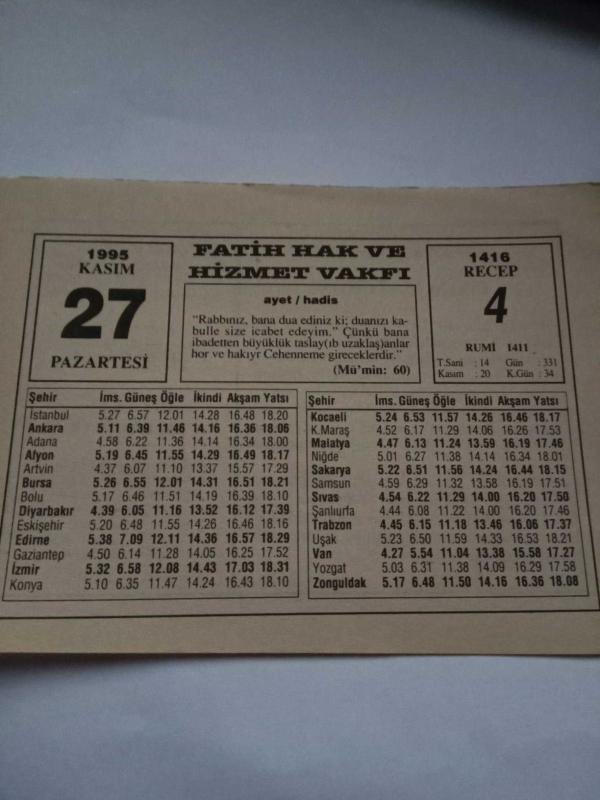 1995
KASIM
27
PAZARTESİ
FATİH HAK VE
HİZMET VAKFI
ayet / hadis
“Rabbınız, bana dua ediniz ki; duanızı ka-
bulle size icabet edeyim.” Çünkü bana
ibadetten büyüklük taslay(ıb uzaklaş)anlar
hor ve hakıyr Cehenneme gireceklerdir.”
(Mü’min: 60)
1416
RECEP
4
RUMİ 1411
T.Sani : 14 Gün : 331
Kasım : 20 K.Gün : 34
Şehir İms. Güneş Öğle İkindi Akşam Yatsı
İstanbul 5.27 6.57 12.01 14.28 16.48 18.20
Ankara 5.11 6.39 11.46 14.16 16.36 18.06
Adana 4.58 6.22 11.36 14.14 16.34 18.00
Afyon 5.19 6.45 11.55 14.29 16.49 18.17
Artvin 4.37 6.07 11.10 13.37 15.57 17.29
Bursa 5.26 6.55 12.01 14.31 16.51 18.21
Bolu 5.17 6.46 11.51 14.19 16.39 18.10
Diyarbakır 4.39 6.05 11.16 13.52 16.12 17.39
Eskişehir 5.20 6.48 11.55 14.26 16.46 18.16
Edirne 5.38 7.09 12.11 14.36 16.57 18.29
Gaziantep 4.50 6.14 11.28 14.05 16.25 17.52
İzmir 5.32 6.58 12.08 14.43 17.03 18.31
Konya 5.10 6.35 11.47 14.24 16.43 18.10
Şehir İms. Güneş Öğle İkindi Akşam Yatsı
Kocaeli 5.24 6.53 11.57 14.26 16.46 18.17
K.Maraş 4.52 6.17 11.29 14.06 16.26 17.53
Malatya 4.47 6.13 11.24 13.59 16.19 17.46
Niğde 5.01 6.27 11.38 14.14 16.34 18.01
Sakarya 5.22 6.51 11.56 14.24 16.44 18.15
Samsun 4.59 6.29 11.32 13.58 16.19 17.51
Sıvas 4.54 6.22 11.29 14.00 16.20 17.50
Şanlıurfa 4.44 6.08 11.22 14.00 16.20 17.46
Trabzon 4.45 6.15 11.18 13.46 16.06 17.37
Uşak 5.23 6.50 11.59 14.33 16.53 18.21
Van 4.27 5.54 11.04 13.38 15.58 17.27
Yozgat 5.03 6.31 11.38 14.09 16.29 17.58
Zonguldak 5.17 6.48 11.50 14.16 16.36 18.08